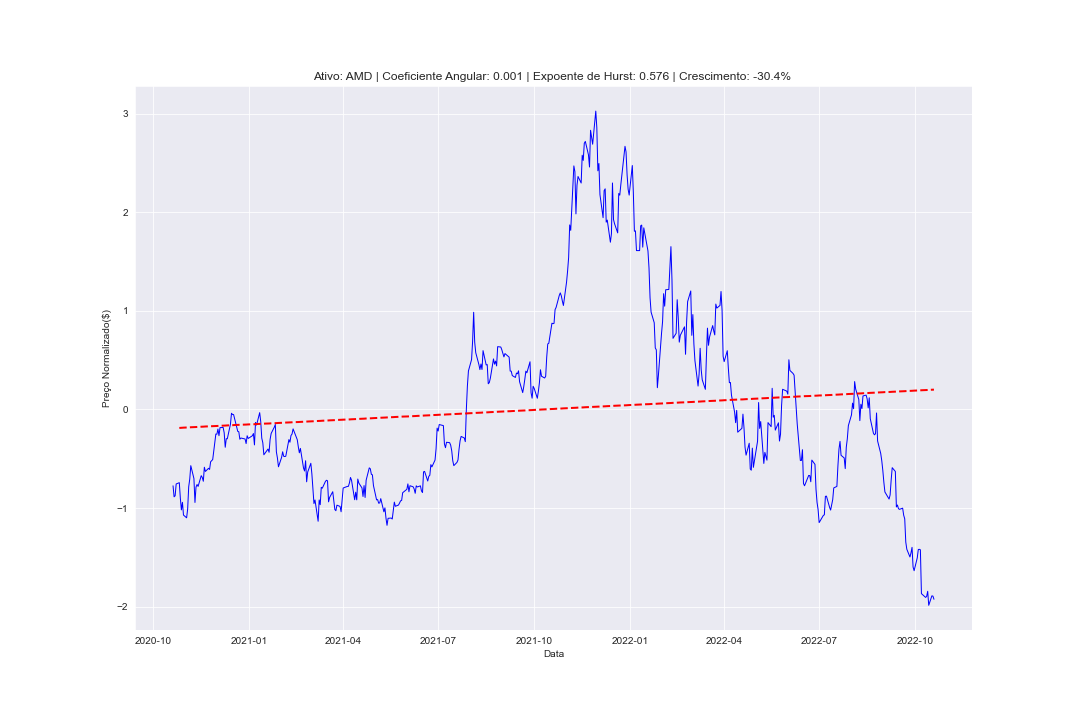 Ativo: AMD | Coeficiente Angular: 0.001 | Expoente de Hurst: 0.576 | Crescimento: -30.4%
Preço Normalizado($)
3
2
1
0
−1
−2
2020-10 2021-01 2021-04 2021-07 2021-10 2022-01 2022-04 2022-07 2022-10
Data